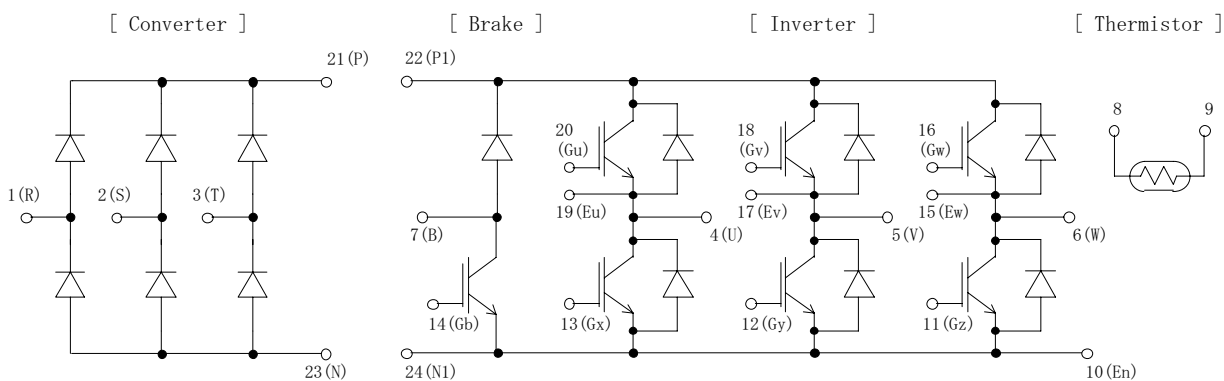 [ Converter ]
[ Brake ]
[ Inverter ]
[ Thermistor ]
21(P)
22(P1)
20
(Gu)
18
(Gv)
16
(Gw)
8
9
1(R)
2(S)
3(T)
19(Eu)
17(Ev)
15(Ew)
7(B)
4(U)
5(V)
6(W)
14(Gb)
13(Gx)
12(Gy)
11(Gz)
23(N)
24(N1)
10(En)